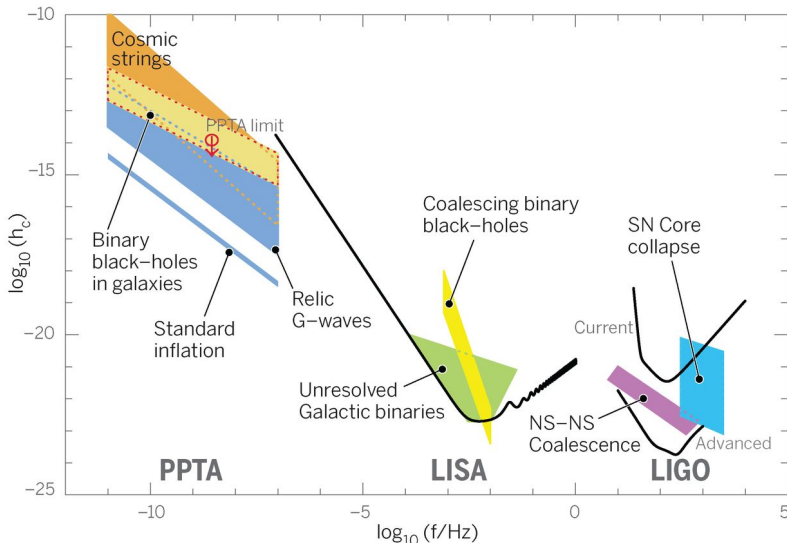 −10
Cosmic
strings
−12
PPTA limit
−15
Binary
black–holes
in galaxies
Standard
inflation
Relic
G–waves
Coalescing binary
black–holes
SN Core
collapse
Current
−20
Unresolved
Galactic binaries
NS–NS
Coalescence
Advanced
PPTA
LISA
LIGO
−25
−10
−5
0
5
log10 (hc)
log10 (f/Hz)